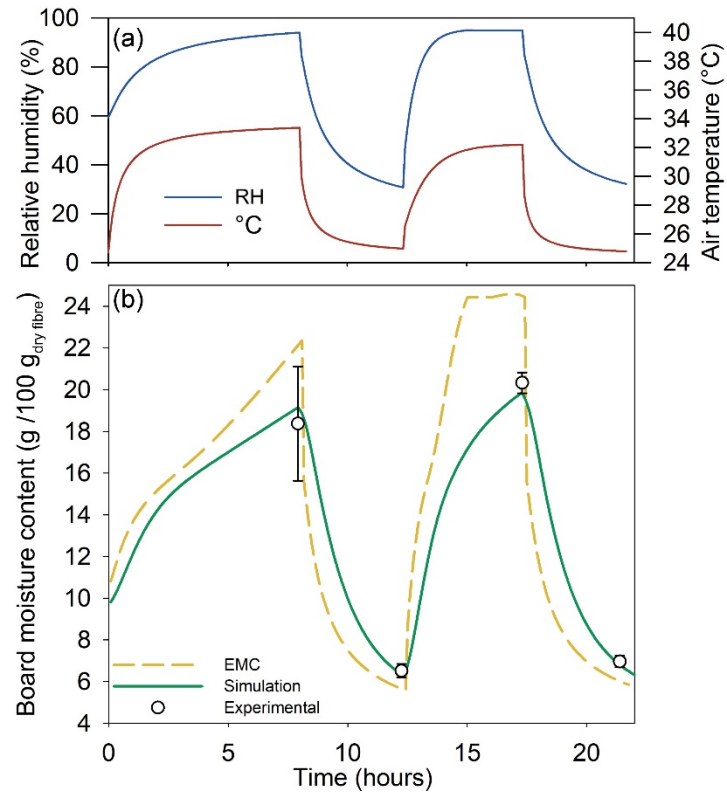 (a)
Relative humidity (%)
100
80
60
40
20
0
RH
°C
Air temperature (°C)
40
38
36
34
32
30
28
26
24
(b)
Board moisture content (g /100 g dry fibre)
24
22
20
18
16
14
12
10
8
6
4
EMC
Simulation
Experimental
0 5 10 15 20
Time (hours)